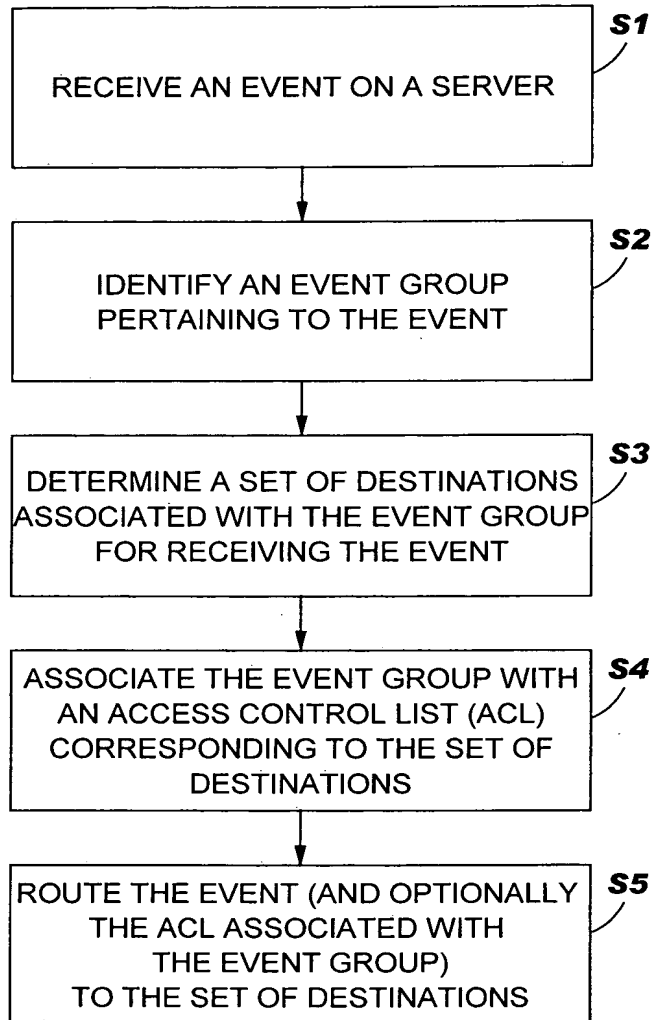 S1
RECEIVE AN EVENT ON A SERVER
S2
IDENTIFY AN EVENT GROUP
PERTAINING TO THE EVENT
S3
DETERMINE A SET OF DESTINATIONS
ASSOCIATED WITH THE EVENT GROUP
FOR RECEIVING THE EVENT
S4
ASSOCIATE THE EVENT GROUP WITH
AN ACCESS CONTROL LIST (ACL)
CORRESPONDING TO THE SET OF
DESTINATIONS
S5
ROUTE THE EVENT (AND OPTIONALLY
THE ACL ASSOCIATED WITH
THE EVENT GROUP)
TO THE SET OF DESTINATIONS